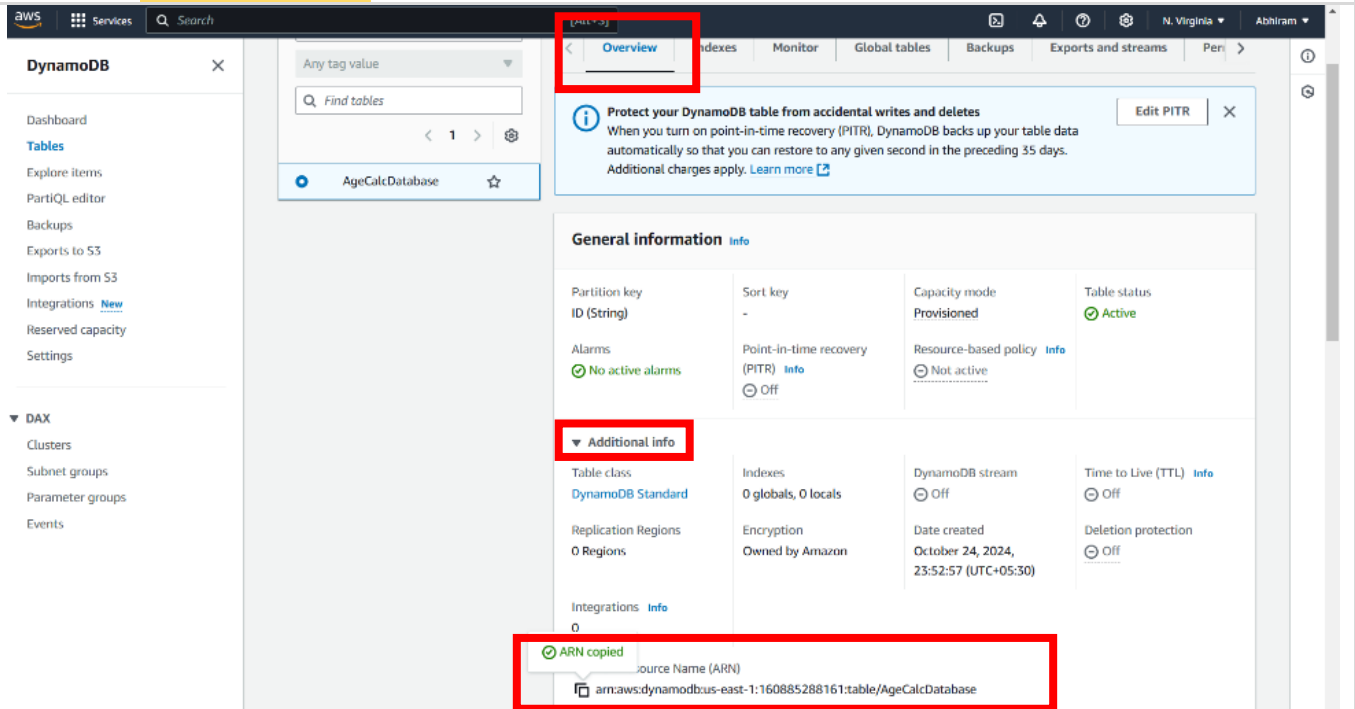 aws
Services
Search
[Alt+S]
N. Virginia
Abhiram
DynamoDB
Dashboard
Tables
Explore items
PartiQL editor
Backups
Exports to S3
Imports from S3
Integrations New
Reserved capacity
Settings
DAX
Clusters
Subnet groups
Parameter groups
Events
Any tag value
Find tables
1
AgeCalcDatabase
Overview
Monitor
Global tables
Backups
Exports and streams
Protect your DynamoDB table from accidental writes and deletes
When you turn on point-in-time recovery (PITR), DynamoDB backs up your table data
automatically so that you can restore to any given second in the preceding 35 days.
Additional charges apply. Learn more
Edit PITR
General information Info
Partition key
ID (String)
Sort key
-
Capacity mode
Provisioned
Table status
Active
Alarms
No active alarms
Point-in-time recovery
(PITR) Info
Off
Resource-based policy Info
Not active
Additional info
Table class
DynamoDB Standard
Indexes
0 globals, 0 locals
DynamoDB stream
Off
Time to Live (TTL) Info
Off
Replication Regions
0 Regions
Encryption
Owned by Amazon
Date created
October 24, 2024,
23:52:57 (UTC+05:30)
Deletion protection
Off
Integrations Info
0
ARN copied
Name (ARN)
arn:aws:dynamodb:us-east-1:160885288161:table/AgeCalcDatabase